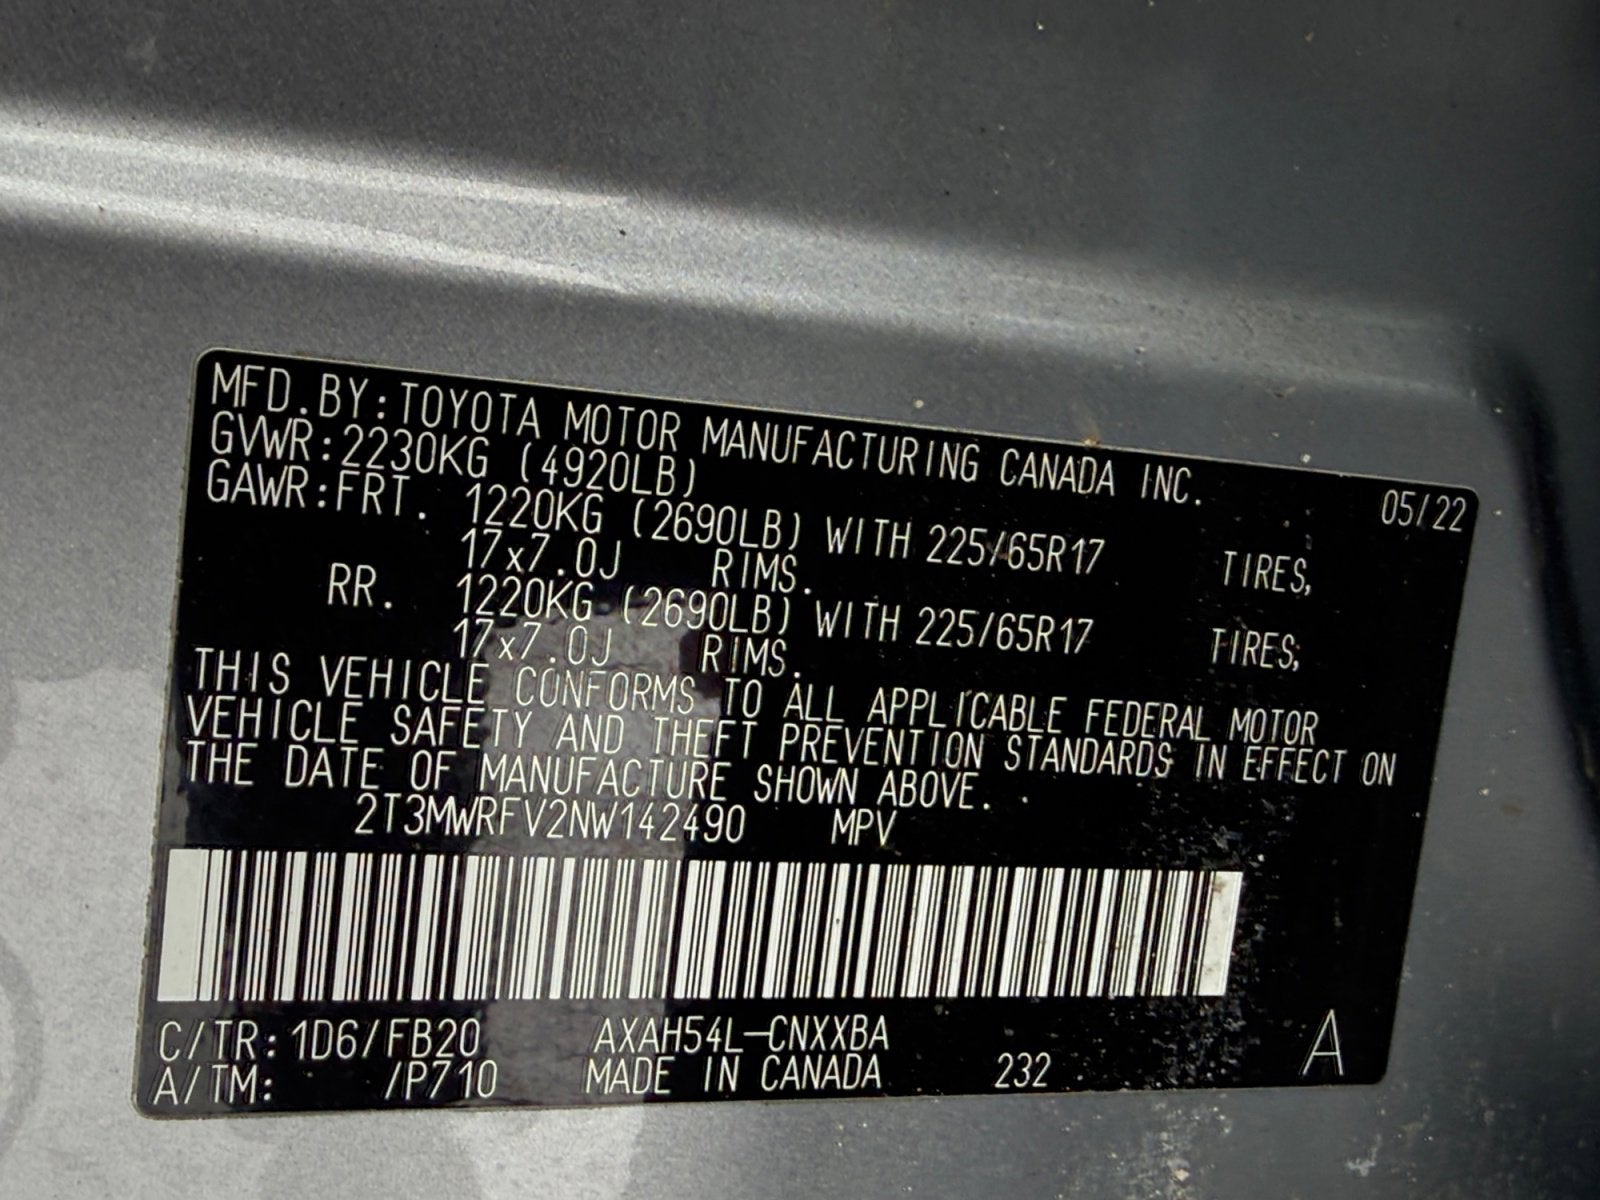 MFD.BY:TOYOTA MOTOR MANUFACTURING CANADA INC. 05/22
GVWR:2230KG (4920LB)
GAWR:FRT. 1220KG (2690LB) WITH 225/65R17 TIRES,
17x7.0J RIMS.
RR. 1220KG (2690LB) WITH 225/65R17 TIRES,
17x7.0J RIMS.
THIS VEHICLE CONFORMS TO ALL APPLICABLE FEDERAL MOTOR
VEHICLE SAFETY AND THEFT PREVENTION STANDARDS IN EFFECT ON
THE DATE OF MANUFACTURE SHOWN ABOVE.
2T3MWRFV2NW142490 MPV
C/TR: 1D6/FB20 AXAH54L-CNXXBA
A/TM: /P710 MADE IN CANADA 232 A